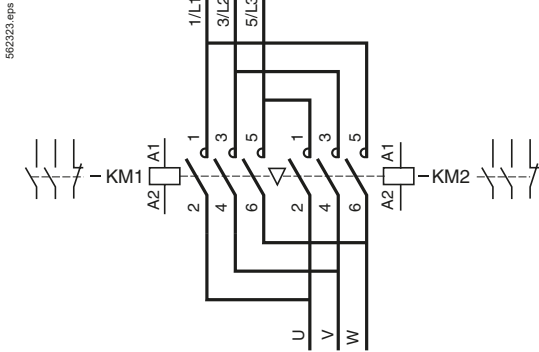 562323.eps
1/L1 3/L2 5/L3
1 3 5 1 3 5
A1 A1
– KM1 – KM2
A2 A2
2 4 6 2 4 6
U V W